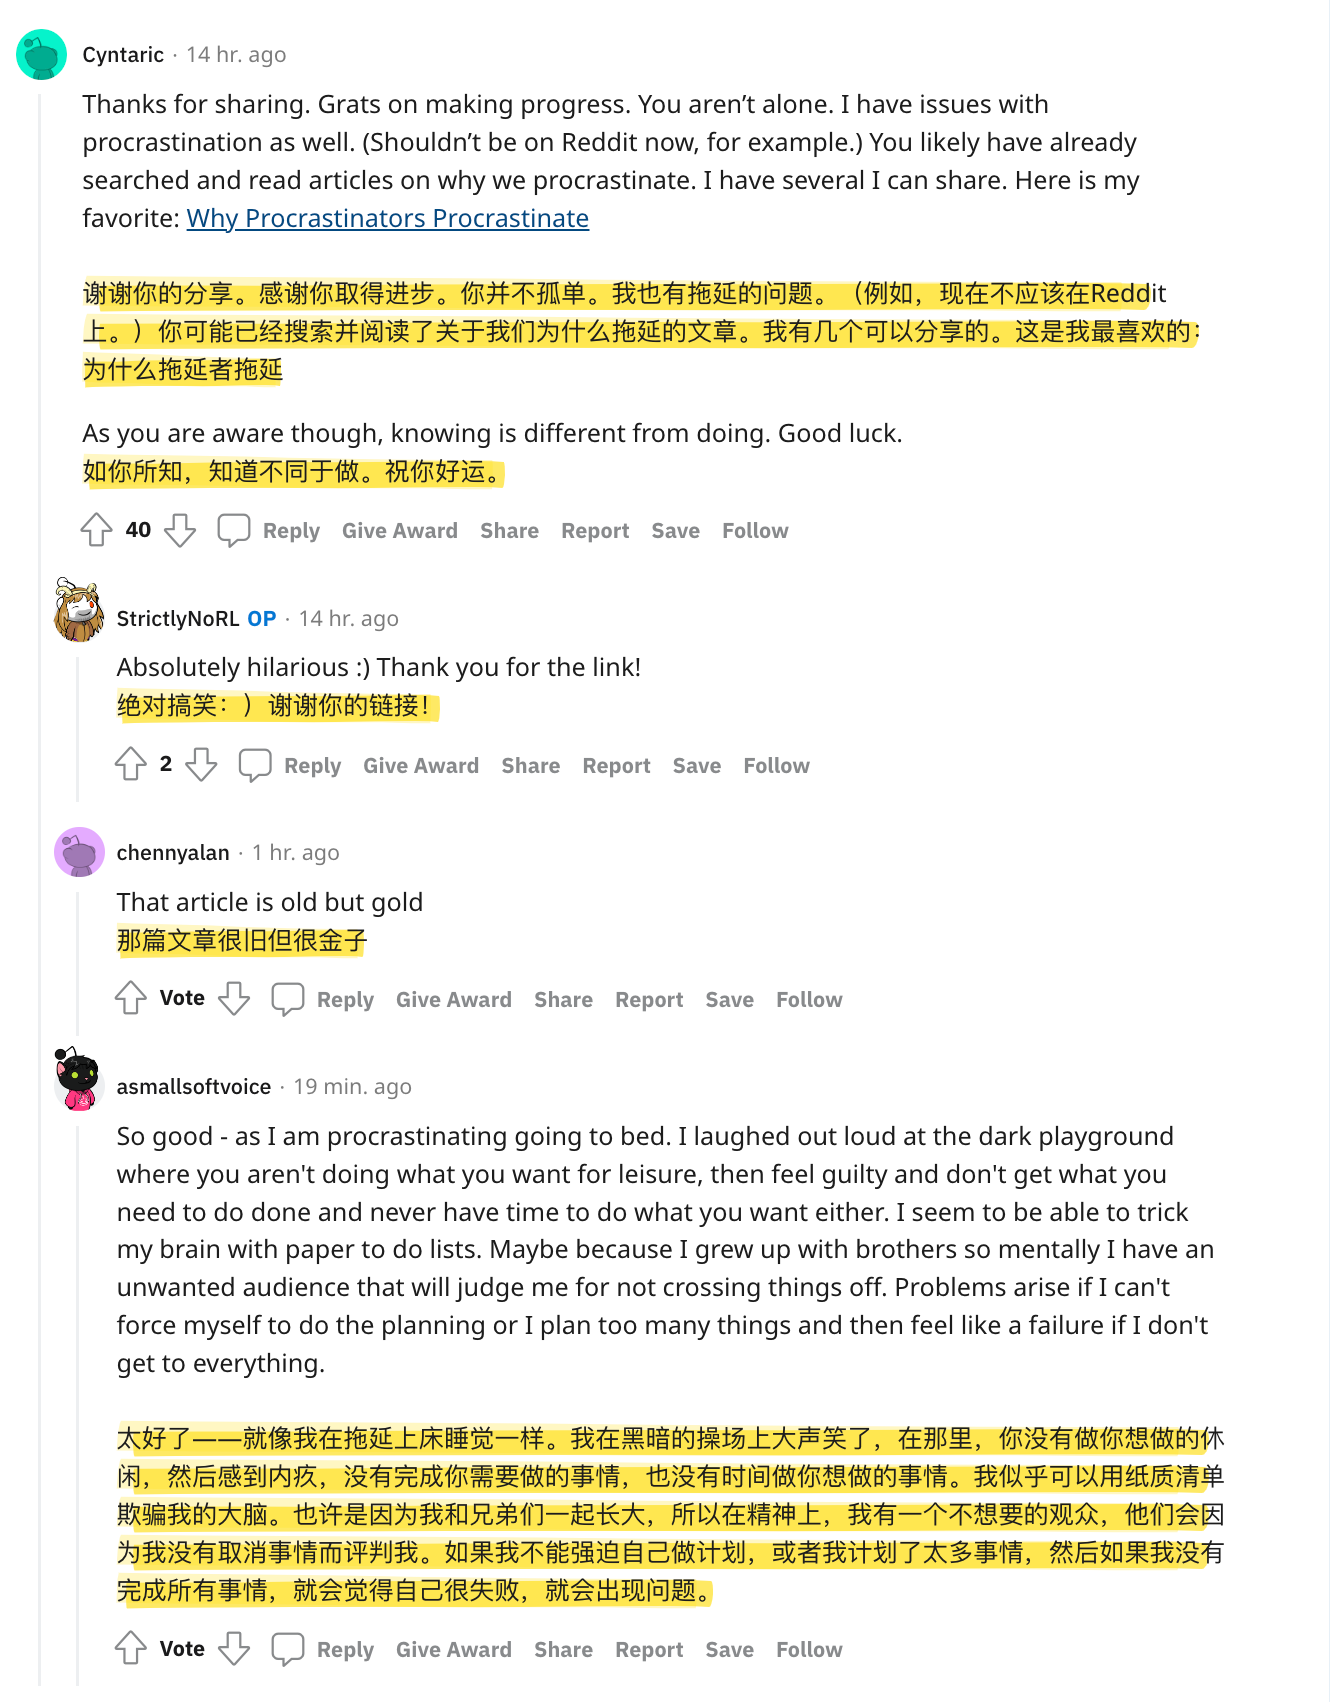 Cyntaric · 14 hr. ago
Thanks for sharing. Grats on making progress. You aren’t alone. I have issues with
procrastination as well. (Shouldn’t be on Reddit now, for example.) You likely have already
searched and read articles on why we procrastinate. I have several I can share. Here is my
favorite: Why Procrastinators Procrastinate
谢谢你的分享。感谢你取得进步。你并不孤单。我也有拖延的问题。（例如，现在不应该在Reddit
上。）你可能已经搜索并阅读了关于我们为什么拖延的文章。我有几个可以分享的。这是我最喜欢的：
为什么拖延者拖延
As you are aware though, knowing is different from doing. Good luck.
如你所知，知道不同于做。祝你好运。
40 Reply Give Award Share Report Save Follow
StrictlyNoRL OP · 14 hr. ago
Absolutely hilarious :) Thank you for the link!
绝对搞笑：）谢谢你的链接！
2 Reply Give Award Share Report Save Follow
chennyalan · 1 hr. ago
That article is old but gold
那篇文章很旧但很金子
Vote Reply Give Award Share Report Save Follow
asmallsoftvoice · 19 min. ago
So good - as I am procrastinating going to bed. I laughed out loud at the dark playground
where you aren't doing what you want for leisure, then feel guilty and don't get what you
need to do done and never have time to do what you want either. I seem to be able to trick
my brain with paper to do lists. Maybe because I grew up with brothers so mentally I have an
unwanted audience that will judge me for not crossing things off. Problems arise if I can't
force myself to do the planning or I plan too many things and then feel like a failure if I don't
get to everything.
太好了——就像我在拖延上床睡觉一样。我在黑暗的操场上大声笑了，在那里，你没有做你想做的休
闲，然后感到内疚，没有完成你需要做的事情，也没有时间做你想做的事情。我似乎可以用纸质清单
欺骗我的大脑。也许是因为我和兄弟们一起长大，所以在精神上，我有一个不想要的观众，他们会因
为我没有取消事情而评判我。如果我不能强迫自己做计划，或者我计划了太多事情，然后如果我没有
完成所有事情，就会觉得自己很失败，就会出现问题。
Vote Reply Give Award Share Report Save Follow